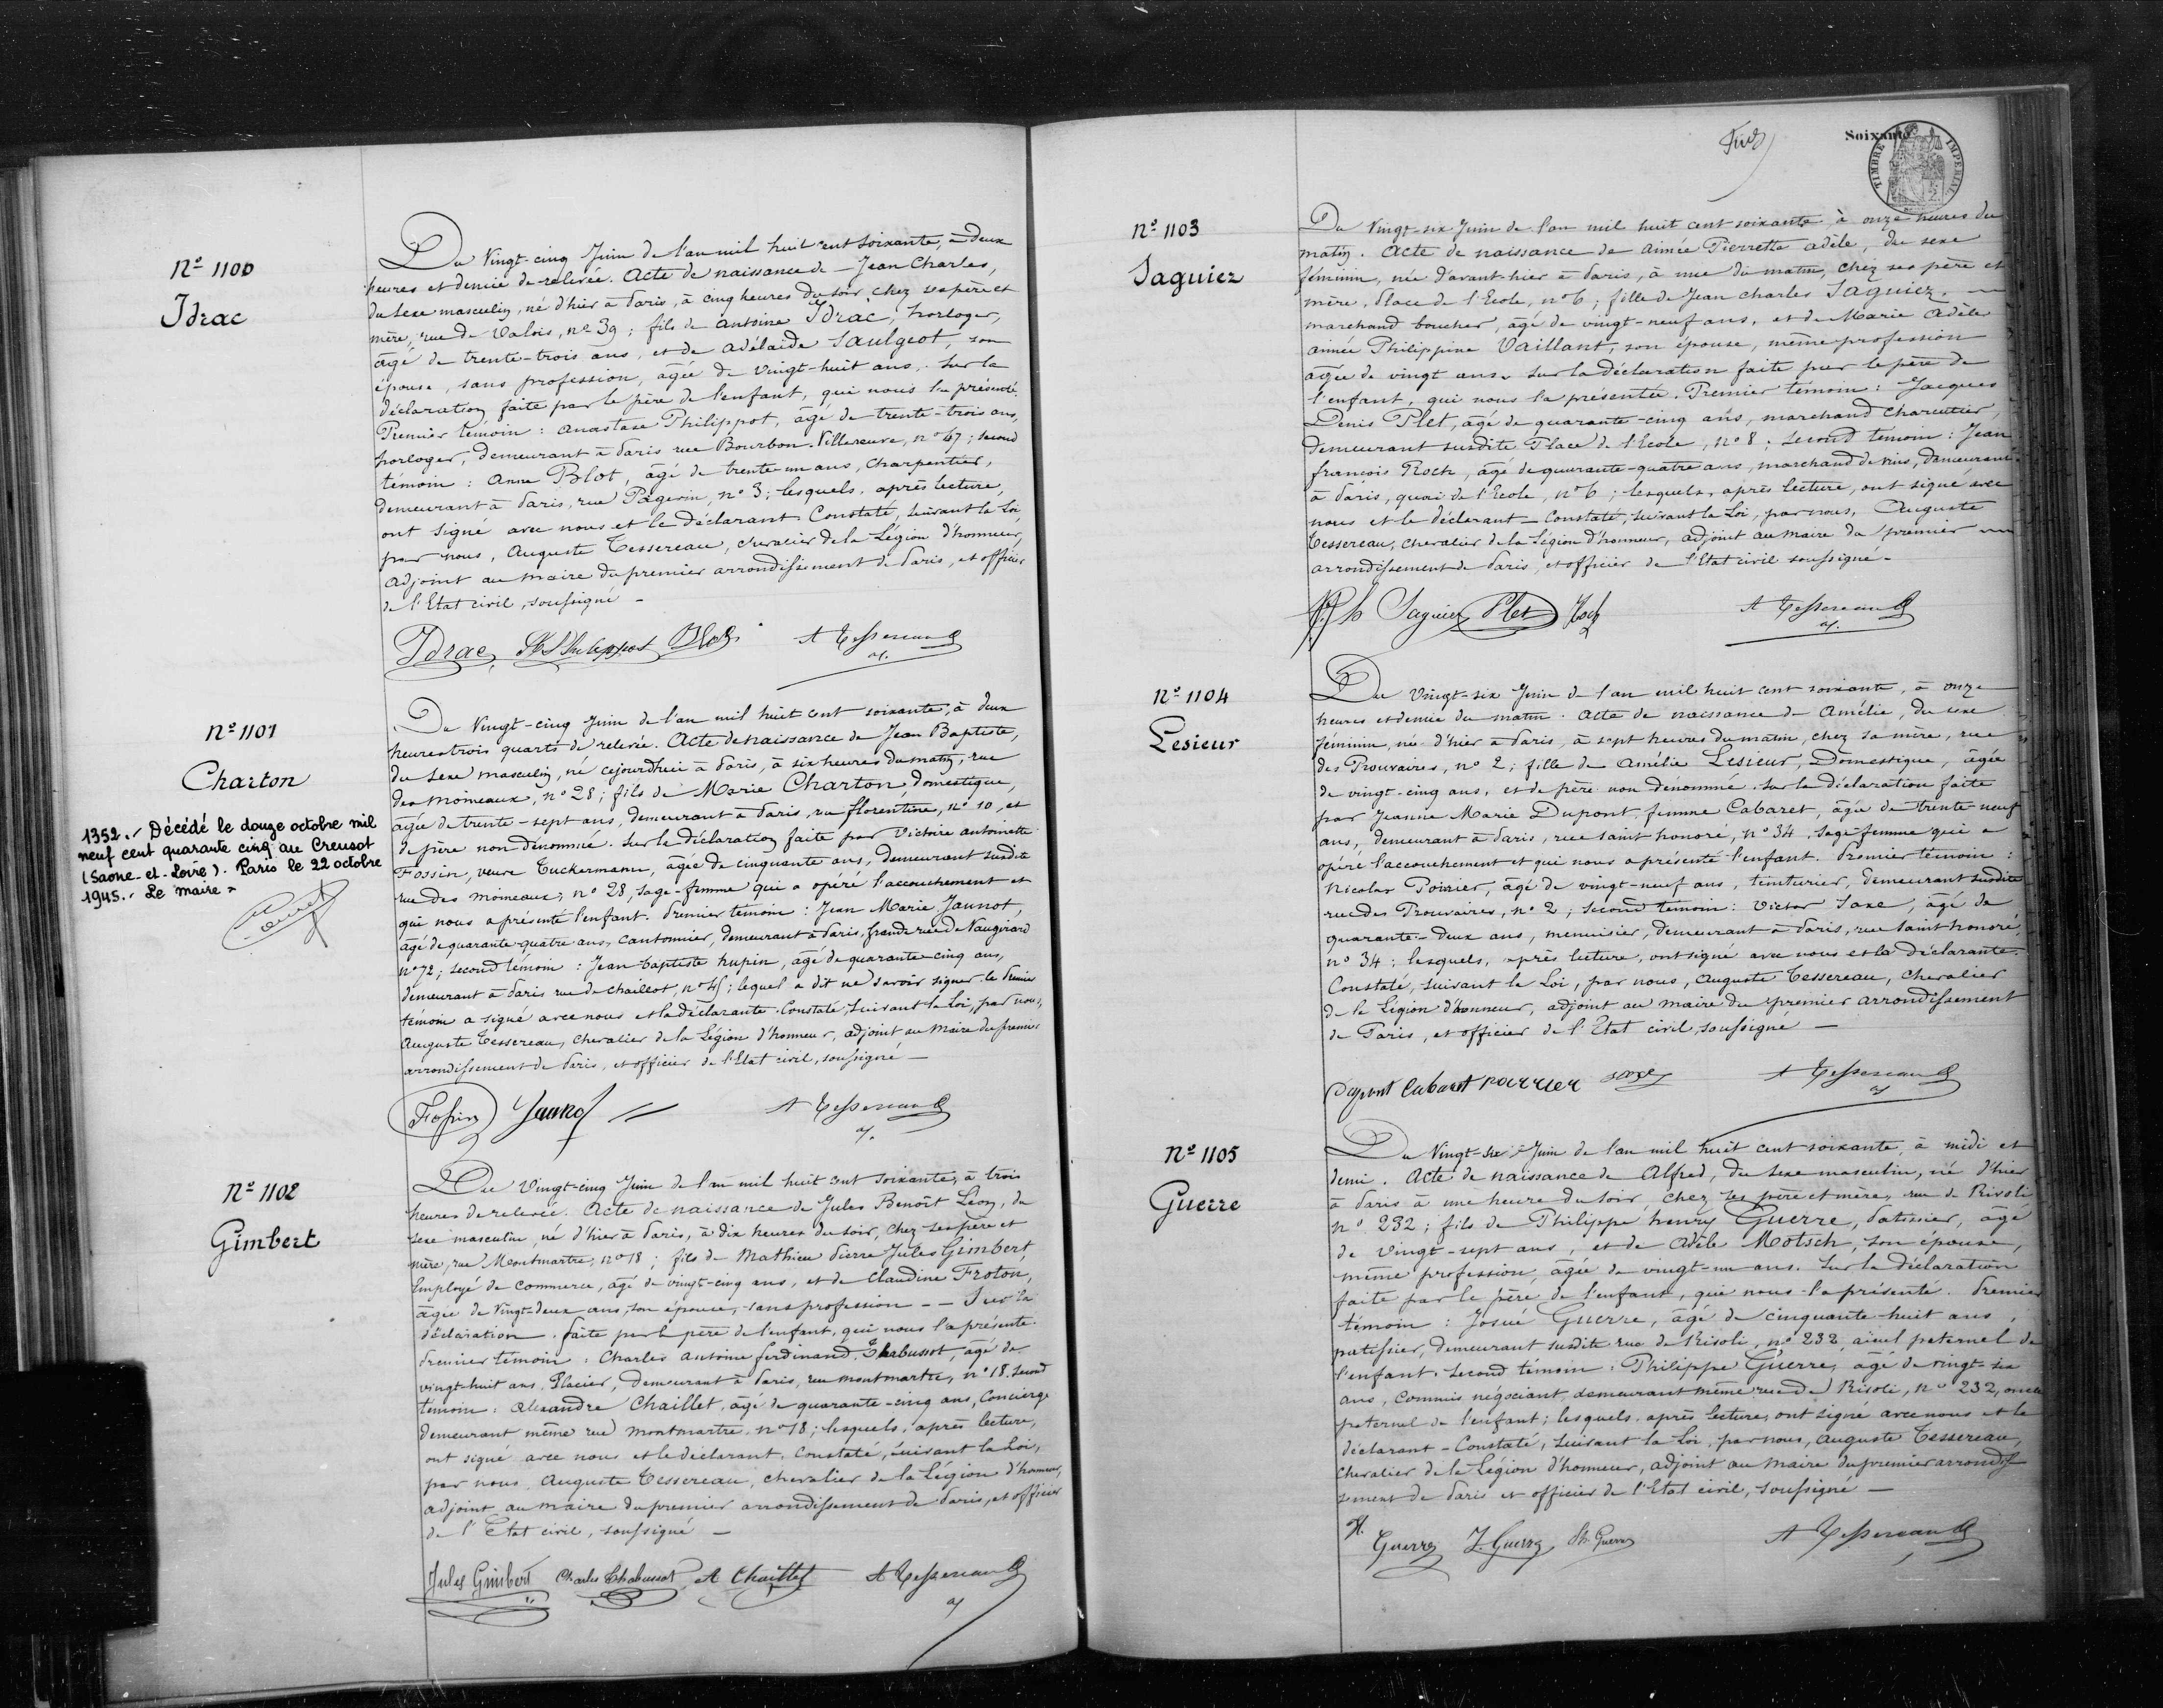 Nº 1100
Idrac
Du Vingt-cinq Juin de l'an mil huit cent soixante, à deux
heures et demie de relevée. Acte de naissance de Jean Charles,
du sexe masculin, né d'hier à Paris, à cinq heures du soir, chez ses père et
mère, rue de Valois, nº 39; fils de Antoine Idrac, horloger,
âgé de trente-trois ans, et de Adélaïde Saulgeot, son
épouse, sans profession, âgée de vingt-huit ans, sur la
déclaration faite par le père de l'enfant, qui nous l'a présenté.
Premier témoin: Anastase Philippot, âgé de trente-trois ans,
horloger, demeurant à Paris rue Bourbon-Villeneuve, nº 67; second
témoin: Anne Blot, âgé de trente-un ans, charpentier,
demeurant à Paris, rue Pagevin, nº 3; lesquels, après lecture,
ont signé avec nous et le déclarant. Constaté, suivant la Loi,
par nous, Auguste Tessereau, chevalier de la Légion d'honneur,
adjoint au maire du premier arrondissement de Paris, et officier
de l'Etat civil, soussigné -
Idrac Philippot Blot A Tessereau
Nº 1101
Charton
1352. Décédé le douze octobre mil
neuf cent quarante cinq au Creusot
(Saône-et-Loire). Paris le 22 octobre
1945. Le maire
Du Vingt-cinq Juin de l'an mil huit cent soixante, à deux
heures trois quarts de relevée. Acte de naissance de Jean Baptiste,
du sexe masculin, né cejourd'hui à Paris, à six heures du matin, rue
des Moineaux, nº 28; fils de Marie Charton, domestique,
âgée de trente-sept ans, demeurant à Paris, rue florentine, nº 10, et
de père non dénommé. Sur la déclaration faite par Victoire antoinette
Fossin, veuve Tuckermann, âgée de cinquante ans, demeurant susdite
rue des moineaux, nº 28, sage-femme qui a opéré l'accouchement et
qui nous a présenté l'enfant. Premier témoin: Jean Marie Jaunot,
âgé de quarante quatre ans, cantonnier, demeurant à Paris, Grande rue de Vaugirard
nº 72; second témoin: Jean-baptiste hupin, âgé de quarante-cinq ans,
demeurant à Paris rue de chaillot, nº 45; lequel a dit ne savoir signer le Premier
témoin a signé avec nous et la déclarante. Constaté, suivant la Loi, par nous,
Auguste Tessereau, chevalier de la Légion d'honneur, adjoint au Maire du premier
arrondissement de Paris, et officier de l'Etat civil, soussigné -
Fossin Jaunot A Tessereau
Nº 1102
Gimbert
Du Vingt-cinq Juin de l'an mil huit cent soixante, à trois
heures de relevée. Acte de naissance de Jules Benoît Léon, du
sexe masculin, né d'hier à Paris, à dix heures du soir, chez ses père et
mère, rue Montmartre, nº 18; fils de Mathieu Pierre Jules Gimbert,
Employé de commerce, âgé de vingt-cinq ans, et de Claudine Froton,
âgée de vingt-deux ans, son épouse, sans profession -- Sur la
déclaration faite par le père de l'enfant, qui nous l'a présenté.
Premier témoin: Charles Antoine ferdinand Chabussot, âgé de
vingt-huit ans, Glacier, demeurant à Paris, rue montmartre, nº 18. Second
témoin: Alexandre Chaillet, âgé de quarante-cinq ans, Concierge
demeurant même rue montmartre, nº 18; lesquels, après lecture,
ont signé avec nous et le déclarant. Constaté, suivant la Loi,
par nous, Auguste Tessereau, chevalier de la Légion d'honneur,
adjoint au maire du premier arrondissement de Paris, et officier
de l'Etat civil, soussigné -
Jules Gimbert Charles Chabussot A Chaillet A Tessereau
Soixante
TIMBRE IMPERIAL
Nº 1103
Saguiez
Du Vingt-six Juin de l'an mil huit cent soixante à onze heures du
matin. Acte de naissance de Aimée Pierrette adèle, du sexe
féminin, née d'avant-hier à Paris, à une du matin, chez ses père et
mère, Place de l'Ecole, nº 6; fille de Jean charles Saguiez,
marchand boucher, âgé de vingt-neuf ans, et de Marie Adèle
aimée Philippine Vaillant, son épouse, même profession
âgée de vingt ans. Sur la déclaration faite par le père de
l'enfant, qui nous l'a présentée. Premier témoin: Jacques
Denis Plet, âgé de quarante-cinq ans, marchand charcutier,
demeurant susdite Place de l'Ecole, nº 8; second témoin: Jean
françois Roch, âgé de quarante-quatre ans, marchand de vins, demeurant
à Paris, quai de l'Ecole, nº 6; lesquels, après lecture, ont signé avec
nous et le déclarant - Constaté, suivant la Loi, par nous, Auguste
Tessereau, chevalier de la Légion d'honneur, adjoint au maire du premier
arrondissement de Paris, et officier de l'Etat civil soussigné -
Saguiez Plet Roch A Tessereau
Nº 1104
Lesieur
Du Vingt-six Juin de l'an mil huit cent soixante, à onze
heures et demie du matin. Acte de naissance de Amélie, du sexe
féminin, née d'hier à Paris, à sept heures du matin, chez sa mère, rue
des Prouvaires, nº 2; fille de Amélie Lesieur, Domestique, âgée
de vingt-cinq ans, et de père non dénommé. Sur la déclaration faite
par Jeanne Marie Dupont, femme Cabaret, âgée de trente-neuf
ans, demeurant à Paris, rue saint honoré, nº 34, sage-femme qui a
opéré l'accouchement et qui nous a présenté l'enfant. Premier témoin:
Nicolas Poirier, âgé de vingt-neuf ans, teinturier, demeurant susdite
rue des Prouvaires, nº 2; second témoin: Victor Saxe, âgé de
quarante-deux ans, menuisier, demeurant à Paris, rue saint honoré,
nº 34; lesquels, après lecture, ont signé avec nous et la Déclarante.
Constaté, suivant la Loi, par nous, Auguste Tessereau, chevalier
de la Légion d'honneur, adjoint au maire du premier arrondissement
de Paris, et officier de l'Etat civil, soussigné -
Dupont Cabaret poirrier A Tessereau
Nº 1105
Guerre
Du Vingt-six Juin de l'an mil huit cent soixante, à midi et
demi. Acte de naissance de Alfred, du sexe masculin, né d'hier
à Paris à une heure du soir, chez ses père et mère, rue de Rivoli
nº 232; fils de Philippe henry Guerre, Patissier, âgé
de vingt-sept ans, et de Adèle Motsch, son épouse,
même profession, âgée de vingt-un ans. Sur la déclaration
faite par le père de l'enfant, qui nous l'a présenté. Premier
témoin: Josué Guerre, âgé de cinquante-huit ans,
patissier, demeurant susdite rue de Rivoli, nº 232, aïeul paternel de
l'enfant. Second témoin: Philippe Guerre, âgé de vingt-six
ans, Commis négociant, demeurant même rue de Rivoli, nº 232, oncle
paternel de l'enfant; lesquels, après lecture, ont signé avec nous et le
déclarant - Constaté, suivant la Loi, par nous, Auguste Tessereau,
chevalier de la Légion d'honneur, adjoint au maire du premier arrondis
sement de Paris et officier de l'Etat civil, soussigné -
H. Guerre J. Guerre Ph. Guerre A Tessereau